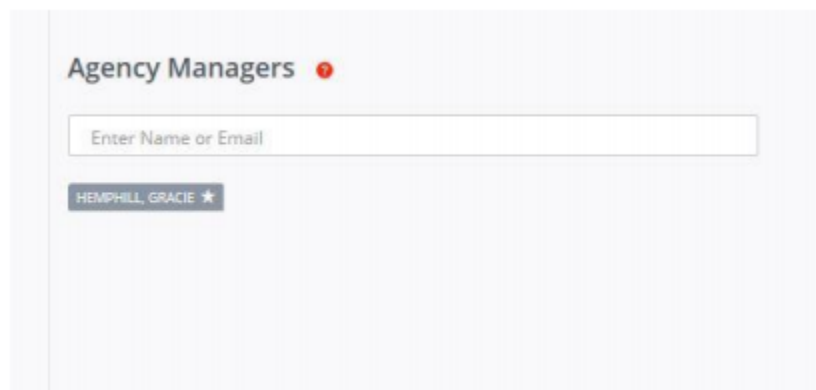 Agency Managers ?
Enter Name or Email
HEMPHILL, GRACIE ★